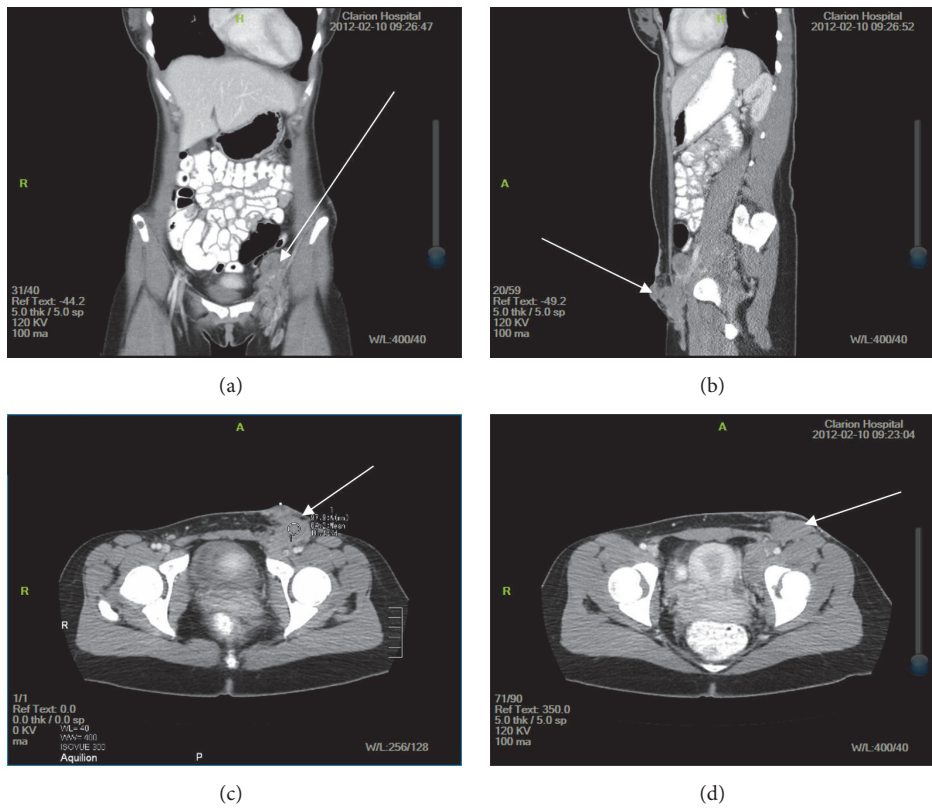 H
Clarion Hospital
2012-02-10 09:26:47
R
31/40
Ref Text: -44.2
5.0 thk / 5.0 sp
120 KV
100 ma
W/L:400/40
(a)
H
Clarion Hospital
2012-02-10 09:26:52
A
20/59
Ref Text: -49.2
5.0 thk / 5.0 sp
120 KV
100 ma
W/L:400/40
(b)
A
1
R
R
1/1
Ref Text: 0.0
0.0 thk / 0.0 sp
0 KV
ma
WL= 40
WW= 400
ISOVUE 300
Aquilion
P
W/L:256/128
(c)
A
Clarion Hospital
2012-02-10 09:23:04
R
71/90
Ref Text: 350.0
5.0 thk / 5.0 sp
120 KV
100 ma
W/L:400/40
(d)